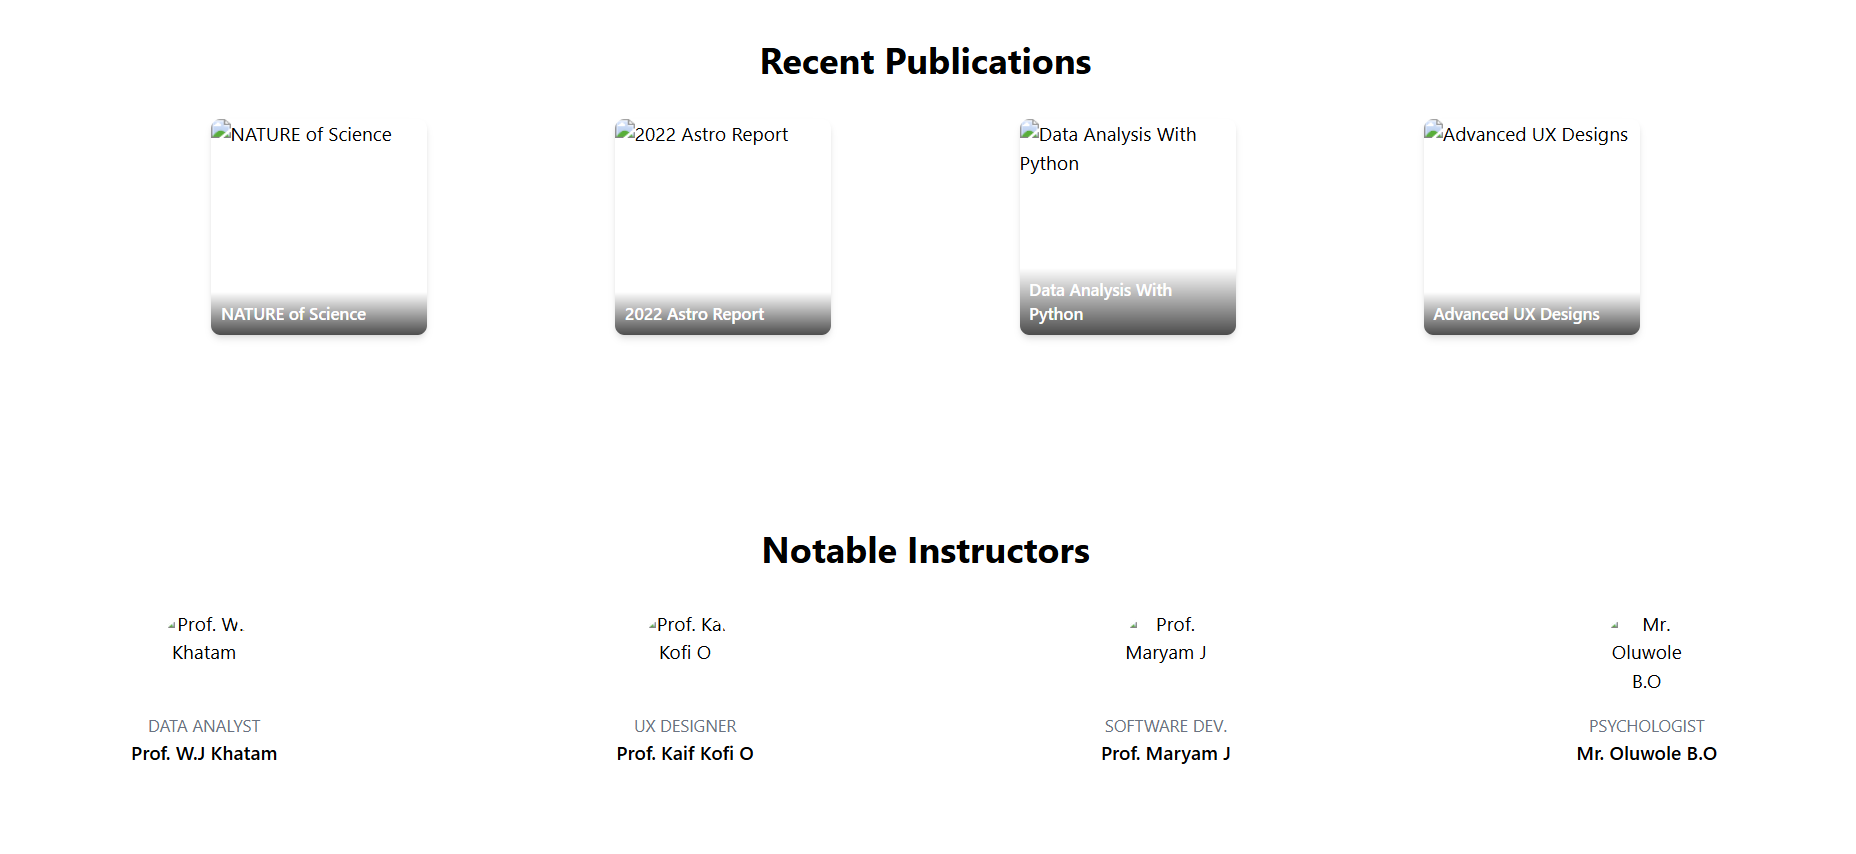 Recent Publications
NATURE of Science
2022 Astro Report
Data Analysis With
Python
Advanced UX Designs
NATURE of Science
2022 Astro Report
Data Analysis With
Python
Advanced UX Designs
Notable Instructors
Prof. W.
Khatam
Prof. Ka
Kofi O
Prof.
Maryam J
Mr.
Oluwole
B.O
DATA ANALYST
Prof. W.J Khatam
UX DESIGNER
Prof. Kaif Kofi O
SOFTWARE DEV.
Prof. Maryam J
PSYCHOLOGIST
Mr. Oluwole B.O